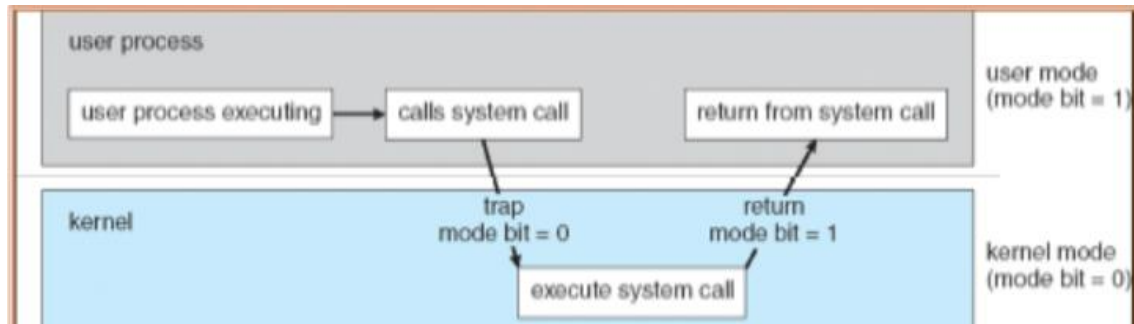 user process
user process executing
calls system call
return from system call
user mode
(mode bit = 1)
kernel
trap
mode bit = 0
return
mode bit = 1
execute system call
kernel mode
(mode bit = 0)